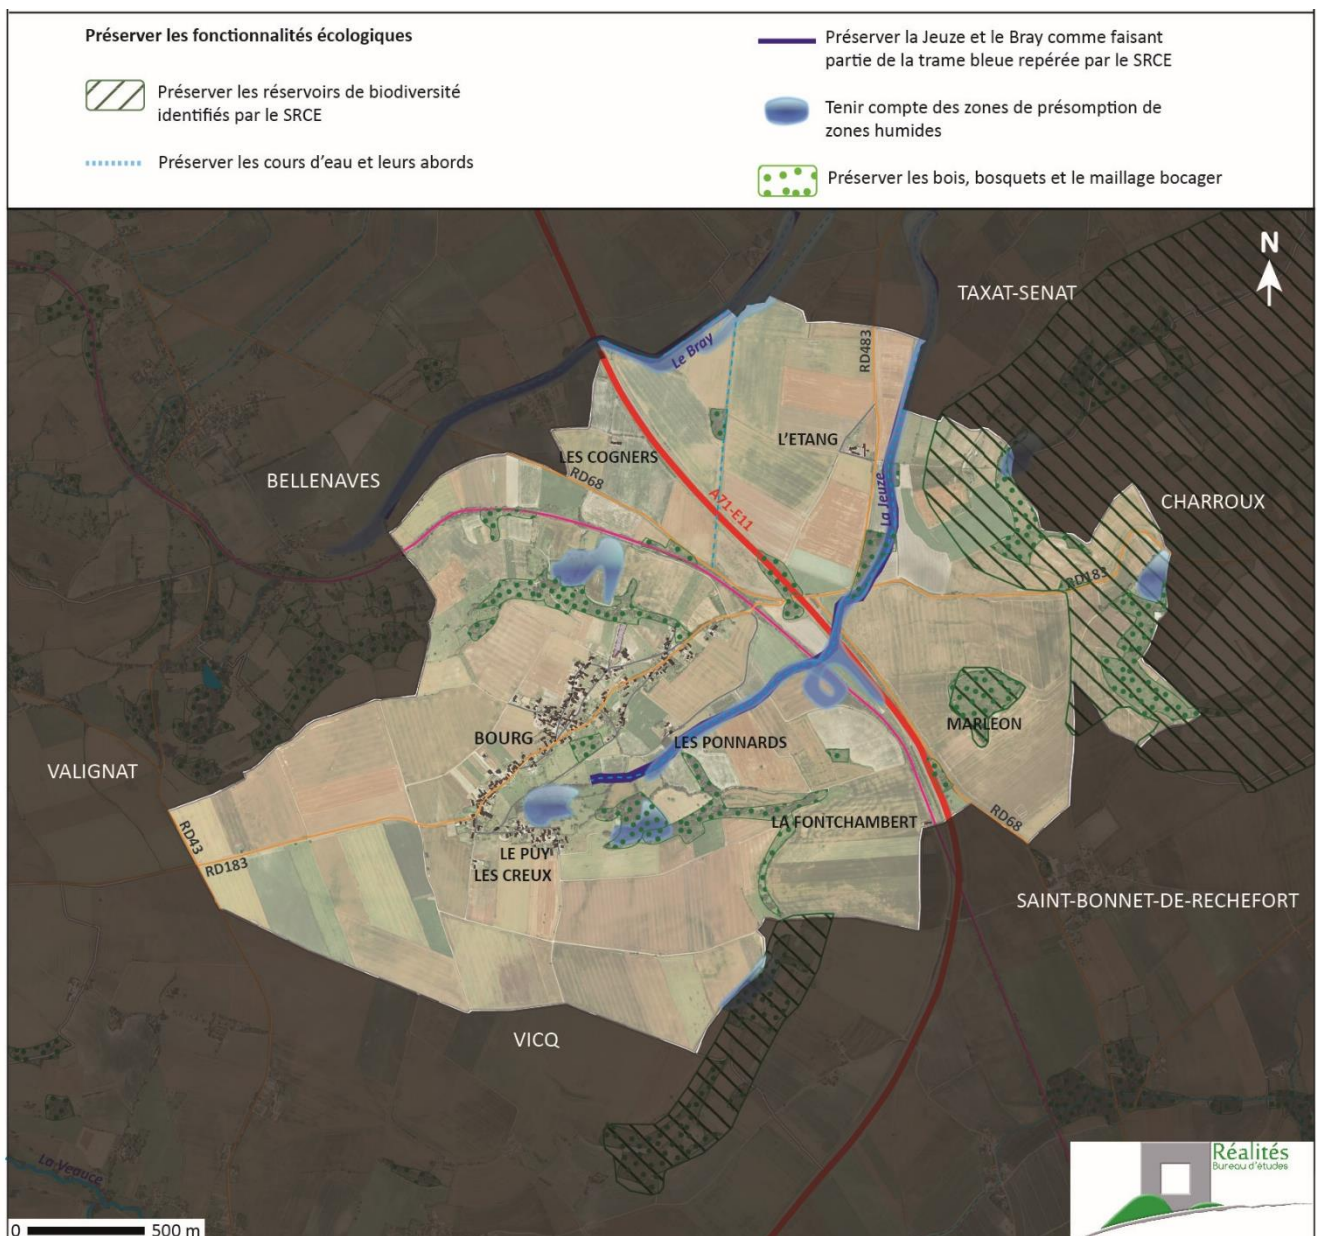 Préserver les fonctionnalités écologiques
Préserver les réservoirs de biodiversité
identifiés par le SRCE
Préserver les cours d'eau et leurs abords
Préserver la Jeuze et le Bray comme faisant
partie de la trame bleue repérée par le SRCE
Tenir compte des zones de présomption de
zones humides
Préserver les bois, bosquets et le maillage bocager
N
TAXAT-SENAT
Le Bray
RD483
L'ETANG
LES COGNERS
RD68
BELLENAVES
A71-E11
La Jeuze
CHARROUX
RD183
MARLEON
BOURG
LES PONNARDS
VALIGNAT
RD43
RD183
LA FONTCHAMBERT
RD68
LE PUY
LES CREUX
SAINT-BONNET-DE-RECHEFORT
VICQ
La Veauce
Réalités
Bureau d'études
0 500 m